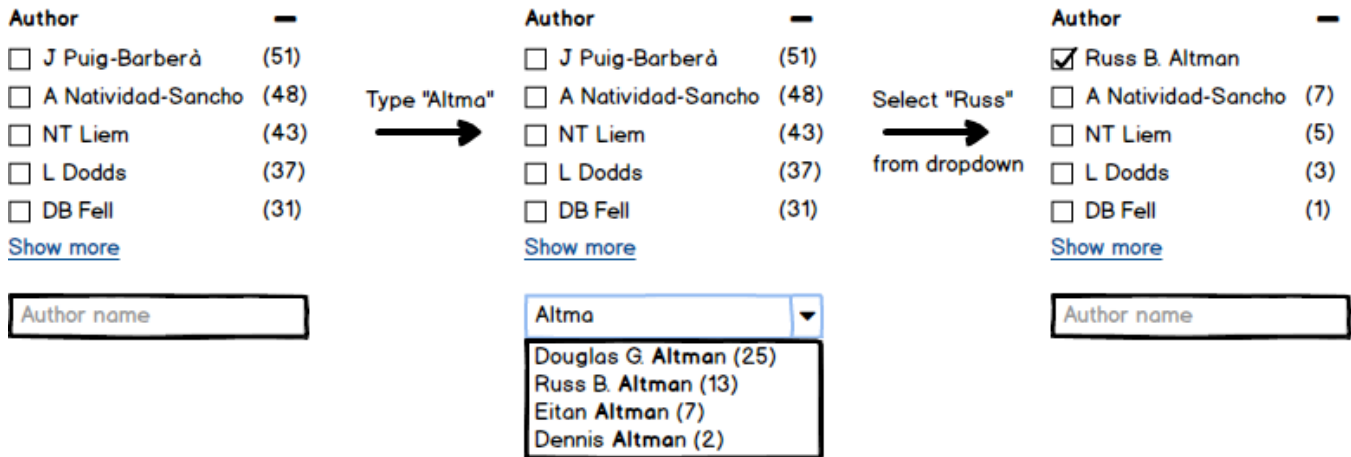 Author
J Puig-Barberà (51)
A Natividad-Sancho (48)
NT Liem (43)
L Dodds (37)
DB Fell (31)
Show more
Author name
Type "Altma"
Author
J Puig-Barberà (51)
A Natividad-Sancho (48)
NT Liem (43)
L Dodds (37)
DB Fell (31)
Show more
Altma
Douglas G. Altman (25)
Russ B. Altman (13)
Eitan Altman (7)
Dennis Altman (2)
Select "Russ"
from dropdown
Author
Russ B. Altman
A Natividad-Sancho (7)
NT Liem (5)
L Dodds (3)
DB Fell (1)
Show more
Author name